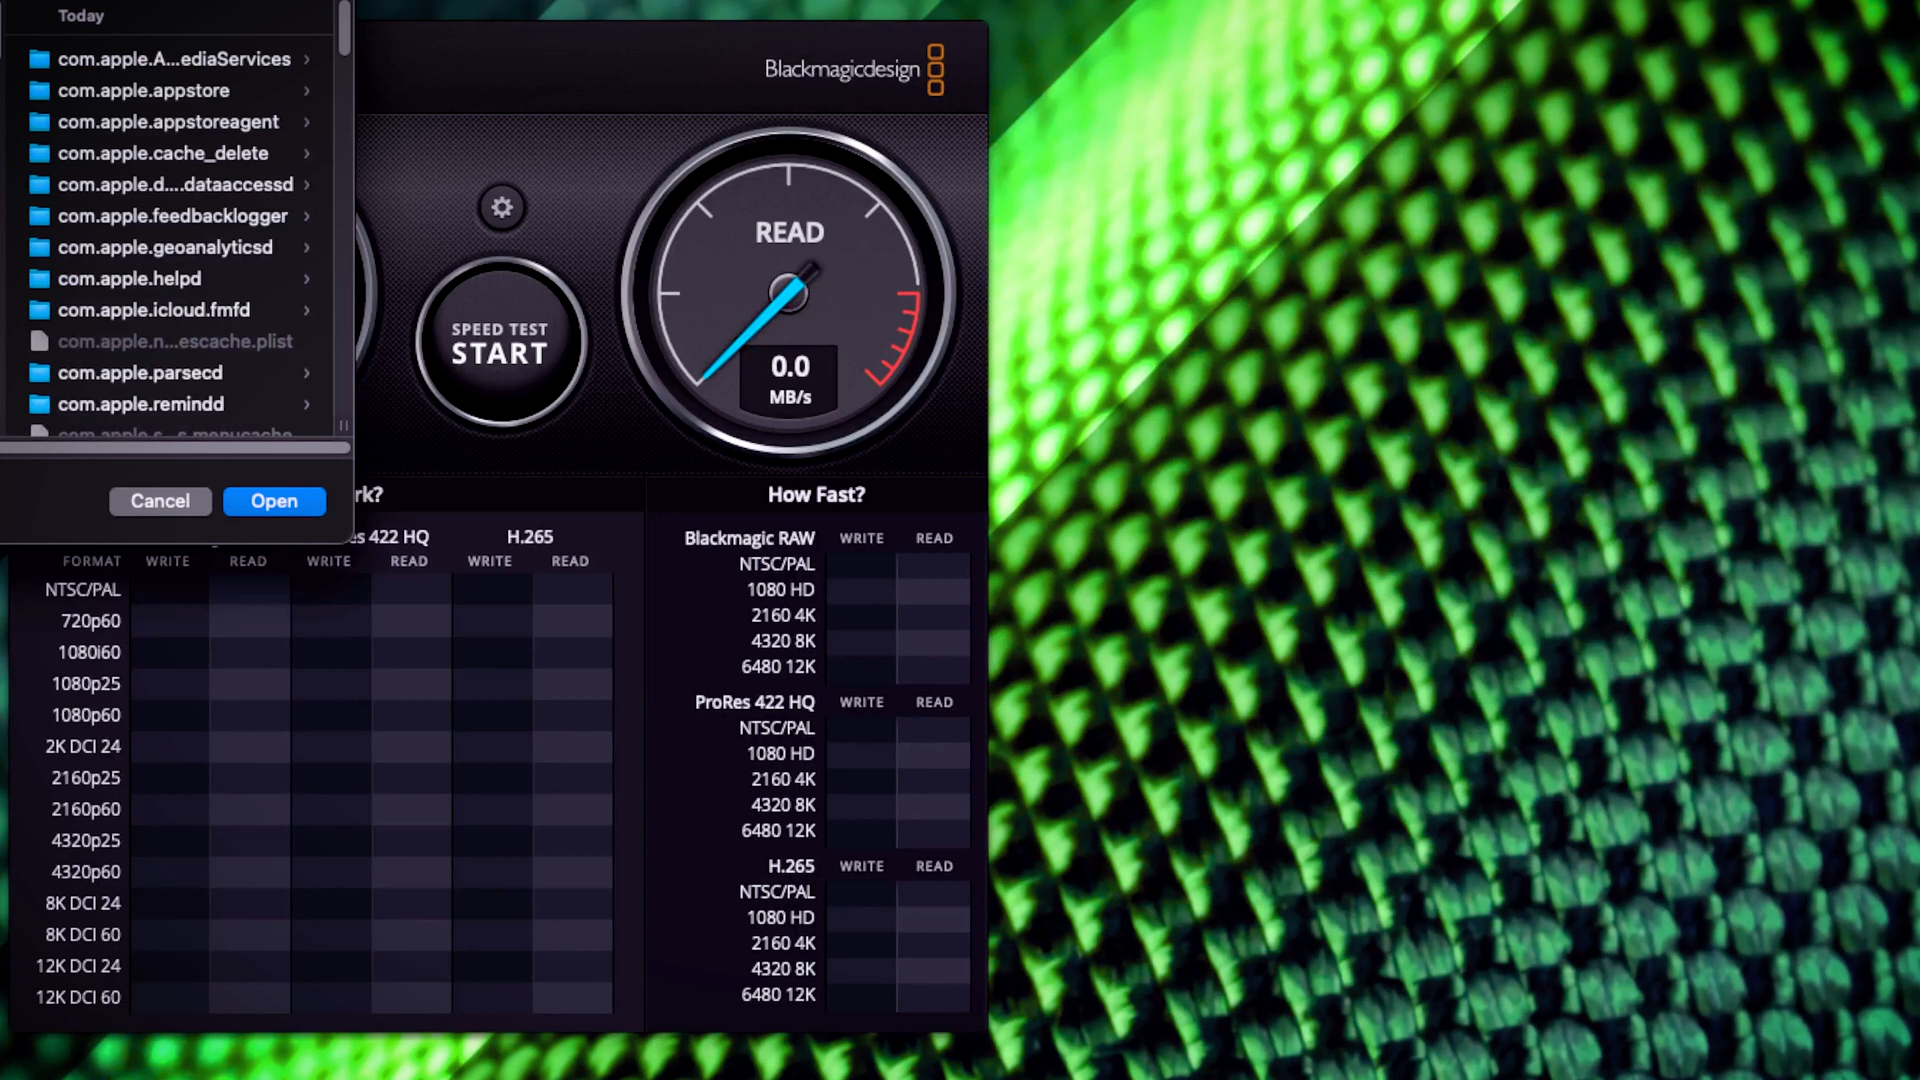 Today
com.apple.A...ediaServices
com.apple.appstore
com.apple.appstoreagent
com.apple.cache_delete
com.apple.d....dataaccessd
com.apple.feedbacklogger
com.apple.geoanalyticsd
com.apple.helpd
com.apple.icloud.fmfd
com.apple.n...escache.plist
com.apple.parsecd
com.apple.remindd
com.apple.s...s.menucache
Cancel
Open
Blackmagicdesign
SPEED TEST
START
READ
0.0
MB/s
rk?
es 422 HQ
H.265
FORMAT WRITE READ WRITE READ WRITE READ
NTSC/PAL
720p60
1080i60
1080p25
1080p60
2K DCI 24
2160p25
2160p60
4320p25
4320p60
8K DCI 24
8K DCI 60
12K DCI 24
12K DCI 60
How Fast?
Blackmagic RAW WRITE READ
NTSC/PAL
1080 HD
2160 4K
4320 8K
6480 12K
ProRes 422 HQ WRITE READ
NTSC/PAL
1080 HD
2160 4K
4320 8K
6480 12K
H.265 WRITE READ
NTSC/PAL
1080 HD
2160 4K
4320 8K
6480 12K